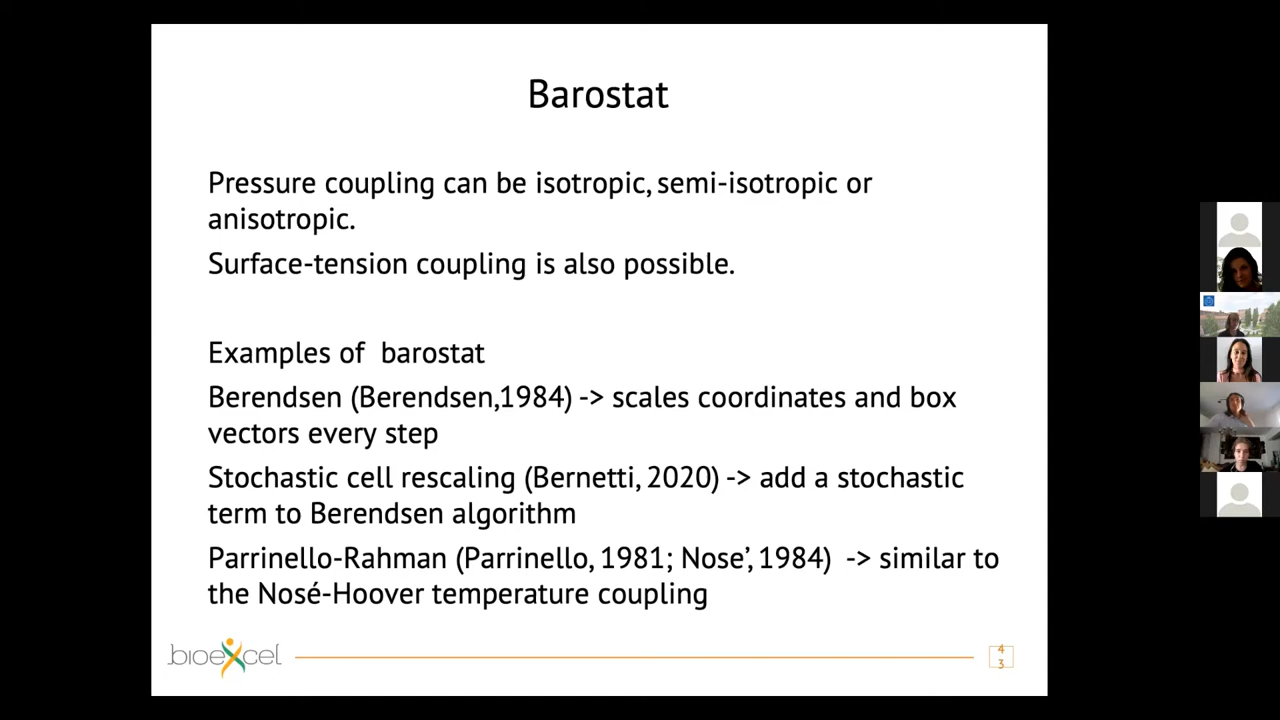 Barostat
Pressure coupling can be isotropic, semi-isotropic or
anisotropic.
Surface-tension coupling is also possible.
Examples of  barostat
Berendsen (Berendsen,1984) -> scales coordinates and box
vectors every step
Stochastic cell rescaling (Bernetti, 2020) -> add a stochastic
term to Berendsen algorithm
Parrinello-Rahman (Parrinello, 1981; Nose’, 1984)  -> similar to
the Nosé-Hoover temperature coupling
bioexcel
4
3